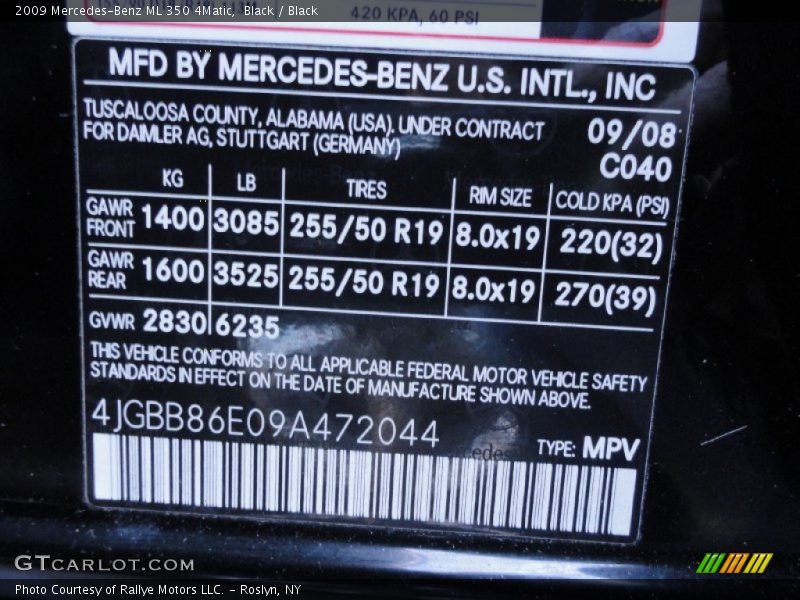 2009 Mercedes-Benz ML 350 4Matic, Black / Black
420 KPA, 60 PSI
MFD BY MERCEDES-BENZ U.S. INTL., INC
TUSCALOOSA COUNTY, ALABAMA (USA). UNDER CONTRACT 09/08
FOR DAIMLER AG, STUTTGART (GERMANY) C040
KG LB TIRES RIM SIZE COLD KPA (PSI)
GAWR FRONT 1400 3085 255/50 R19 8.0x19 220(32)
GAWR REAR 1600 3525 255/50 R19 8.0x19 270(39)
GVWR 2830 6235
THIS VEHICLE CONFORMS TO ALL APPLICABLE FEDERAL MOTOR VEHICLE SAFETY
STANDARDS IN EFFECT ON THE DATE OF MANUFACTURE SHOWN ABOVE.
4JGBB86E09A472044
TYPE: MPV
GTCARLOT.COM
Photo Courtesy of Rallye Motors LLC. - Roslyn, NY